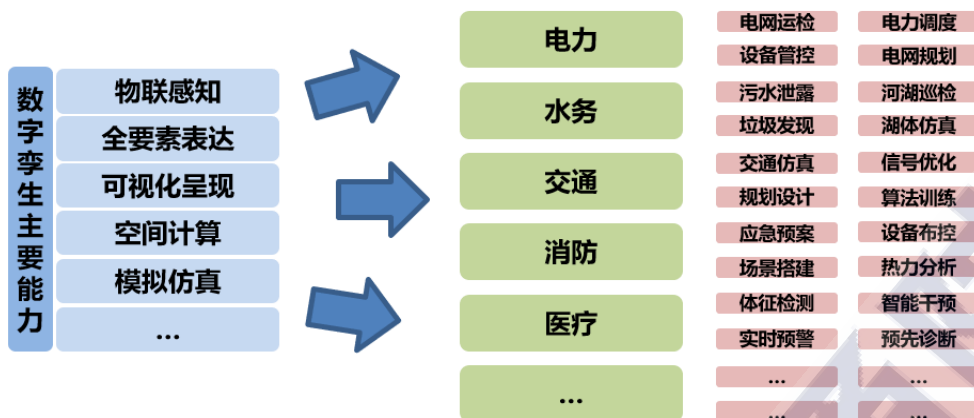 数字孪生主要能力
物联感知
全要素表达
可视化呈现
空间计算
模拟仿真
...
电力
水务
交通
消防
医疗
...
电网运检 电力调度
设备管控 电网规划
污水泄露 河湖巡检
垃圾发现 湖体仿真
交通仿真 信号优化
规划设计 算法训练
应急预案 设备布控
场景搭建 热力分析
体征检测 智能干预
实时预警 预先诊断
... ...
... ...